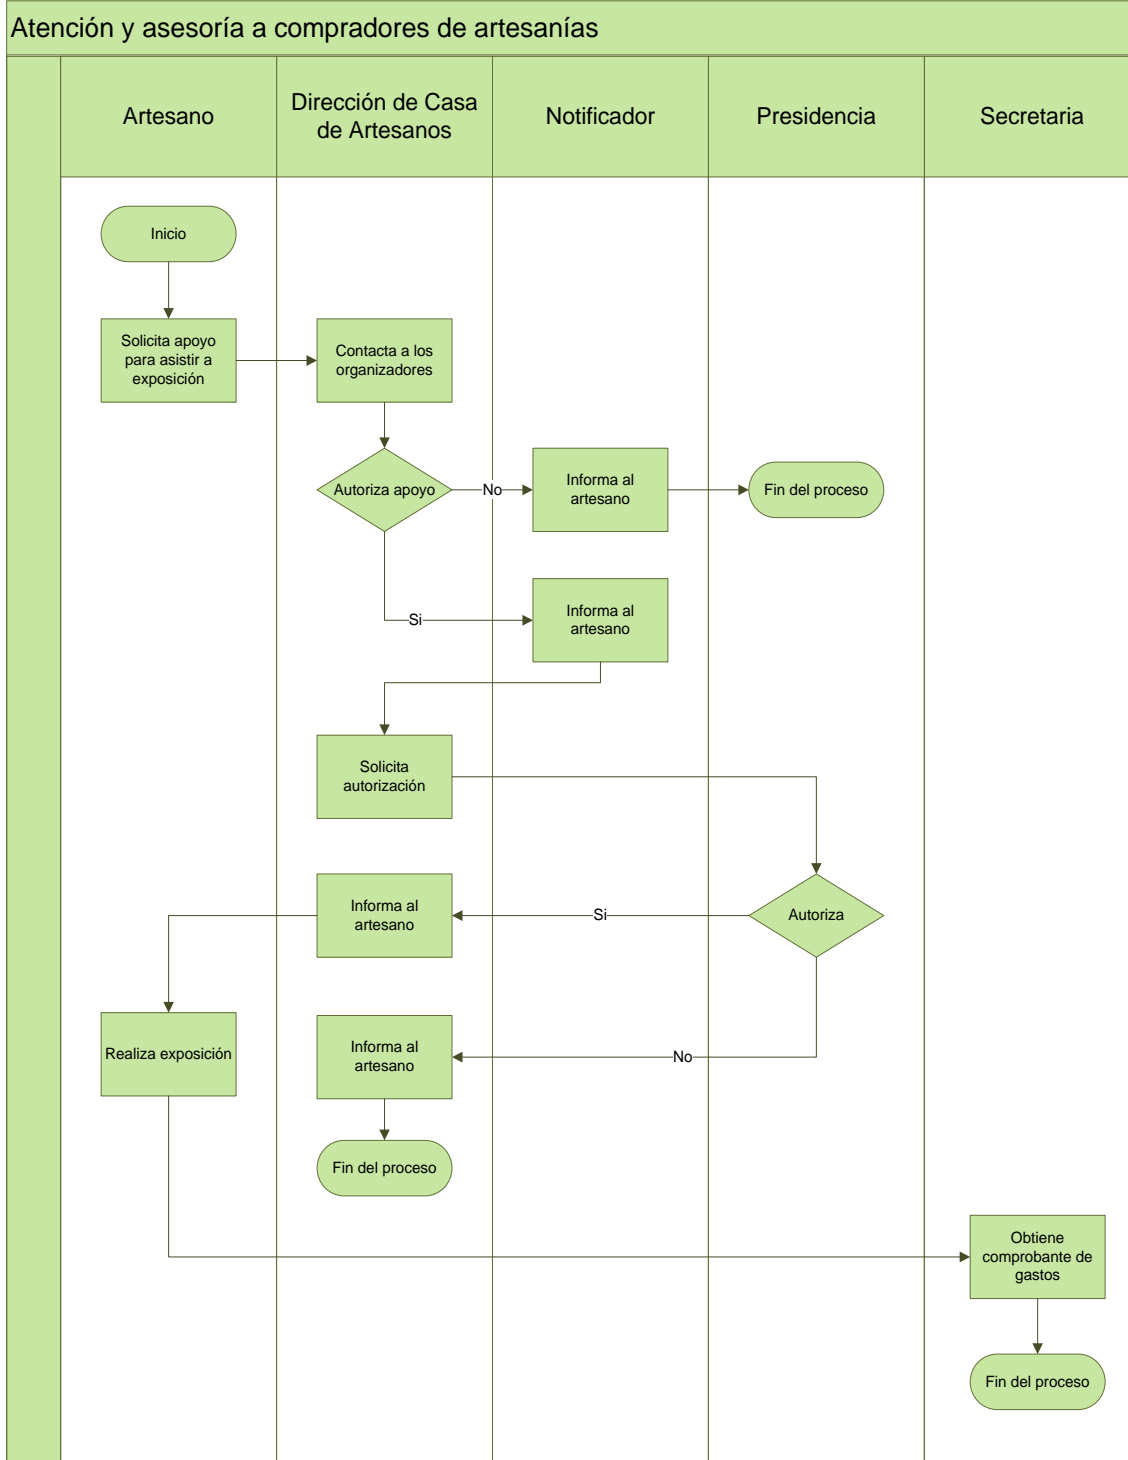 Atención y asesoría a compradores de artesanías
Artesano
Dirección de Casa
de Artesanos
Notificador
Presidencia
Secretaria
Inicio
Solicita apoyo
para asistir a
exposición
Contacta a los
organizadores
Autoriza apoyo
No
Informa al
artesano
Fin del proceso
Si
Informa al
artesano
Solicita
autorización
Informa al
artesano
Si
Autoriza
Realiza exposición
Informa al
artesano
No
Fin del proceso
Obtiene
comprobante de
gastos
Fin del proceso